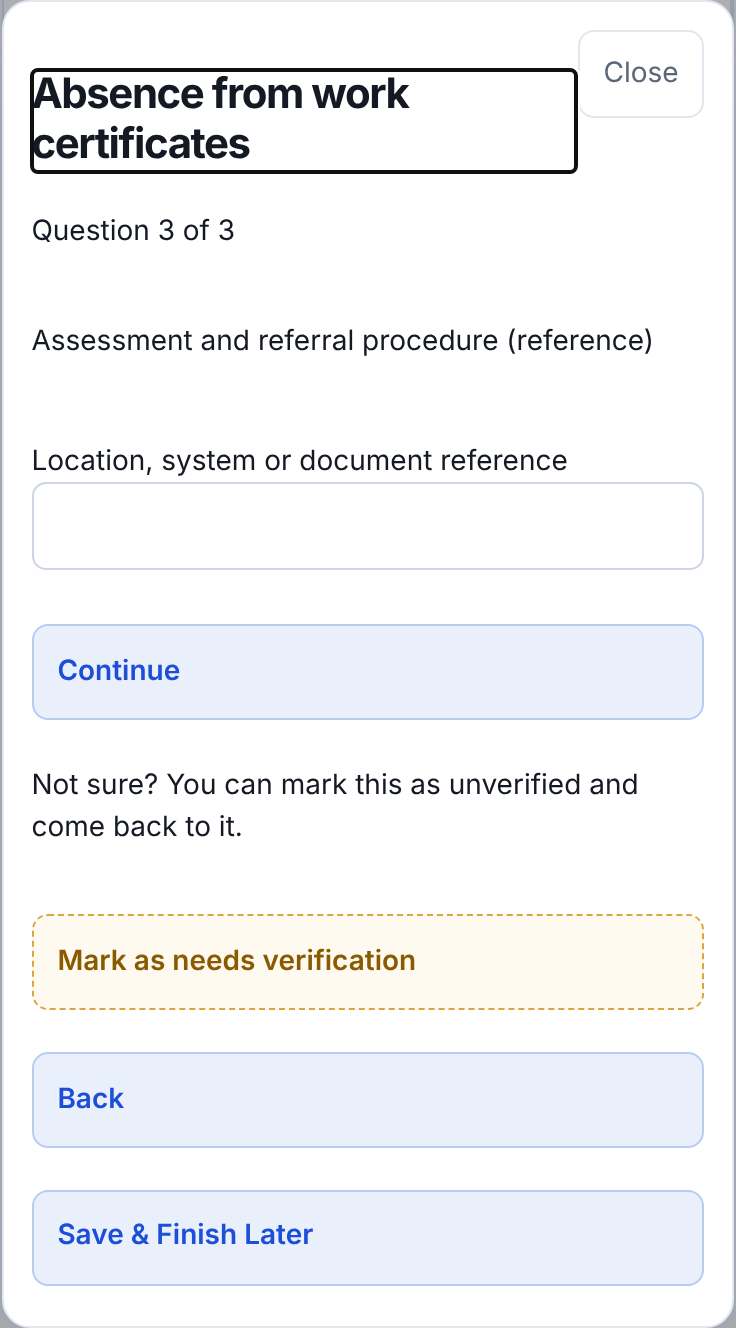 Close
Absence from work
certificates
Question 3 of 3
Assessment and referral procedure (reference)
Location, system or document reference
Continue
Not sure? You can mark this as unverified and
come back to it.
Mark as needs verification
Back
Save & Finish Later